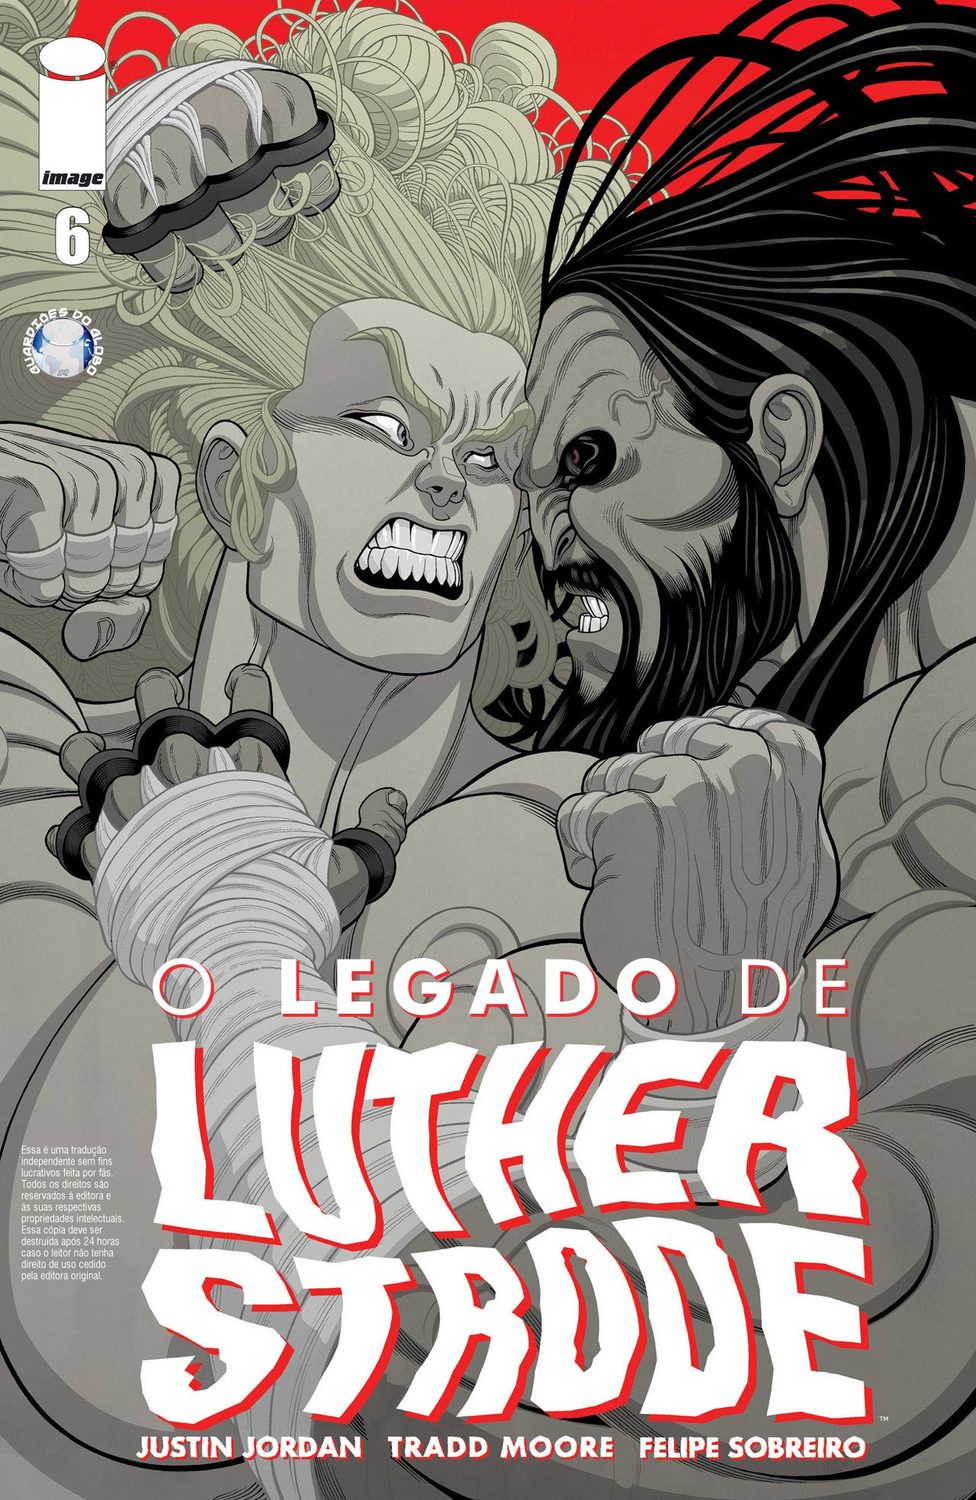 image
®
6
GUARDIÕES DO GLOBO
O LEGADO DE
LUTHER
STRODE
™
Essa é uma tradução
independente sem fins
lucrativos feita por fãs.
Todos os direitos são
reservados à editora e
às suas respectivas
propriedades intelectuais.
Essa cópia deve ser
destruída após 24 horas
caso o leitor não tenha
direito de uso cedido
pela editora original.
JUSTIN JORDAN TRADD MOORE FELIPE SOBREIRO